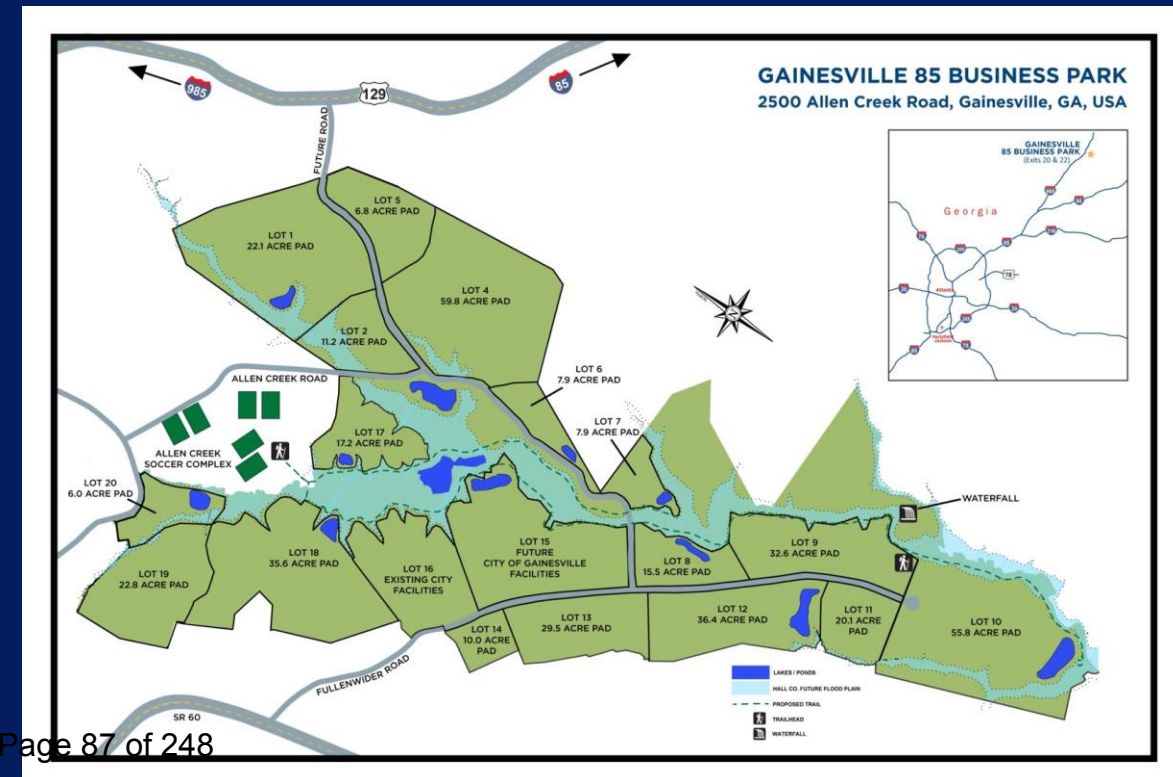 GAINESVILLE 85 BUSINESS PARK
2500 Allen Creek Road, Gainesville, GA, USA
985
129
85
FUTURE ROAD
GAINESVILLE
85 BUSINESS PARK
(Exits 20 & 22)
Georgia
78
Atlanta
Hartsfield
Jackson
LOT 5
6.8 ACRE PAD
LOT 1
22.1 ACRE PAD
LOT 4
59.8 ACRE PAD
LOT 2
11.2 ACRE PAD
LOT 6
7.9 ACRE PAD
ALLEN CREEK ROAD
LOT 7
7.9 ACRE PAD
LOT 17
17.2 ACRE PAD
ALLEN CREEK
SOCCER COMPLEX
LOT 20
6.0 ACRE PAD
WATERFALL
LOT 15
FUTURE
CITY OF GAINESVILLE
FACILITIES
LOT 9
32.6 ACRE PAD
LOT 18
35.6 ACRE PAD
LOT 8
15.5 ACRE PAD
LOT 16
EXISTING CITY
FACILITIES
LOT 19
22.8 ACRE PAD
LOT 14
10.0 ACRE
PAD
LOT 13
29.5 ACRE PAD
LOT 12
36.4 ACRE PAD
LOT 11
20.1 ACRE
PAD
LOT 10
55.8 ACRE PAD
FULLENWIDER ROAD
SR 60
LAKES / PONDS
HALL CO. FUTURE FLOOD PLAIN
PROPOSED TRAIL
TRAILHEAD
WATERFALL
Page 87 of 248